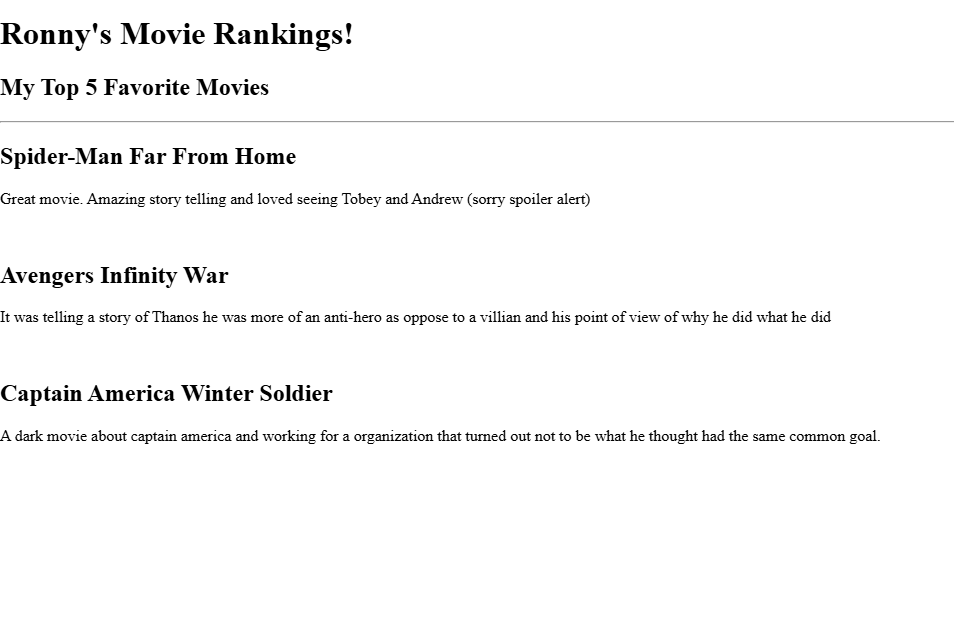 Ronny's Movie Rankings!
My Top 5 Favorite Movies
Spider-Man Far From Home
Great movie. Amazing story telling and loved seeing Tobey and Andrew (sorry spoiler alert)
Avengers Infinity War
It was telling a story of Thanos he was more of an anti-hero as oppose to a villian and his point of view of why he did what he did
Captain America Winter Soldier
A dark movie about captain america and working for a organization that turned out not to be what he thought had the same common goal.